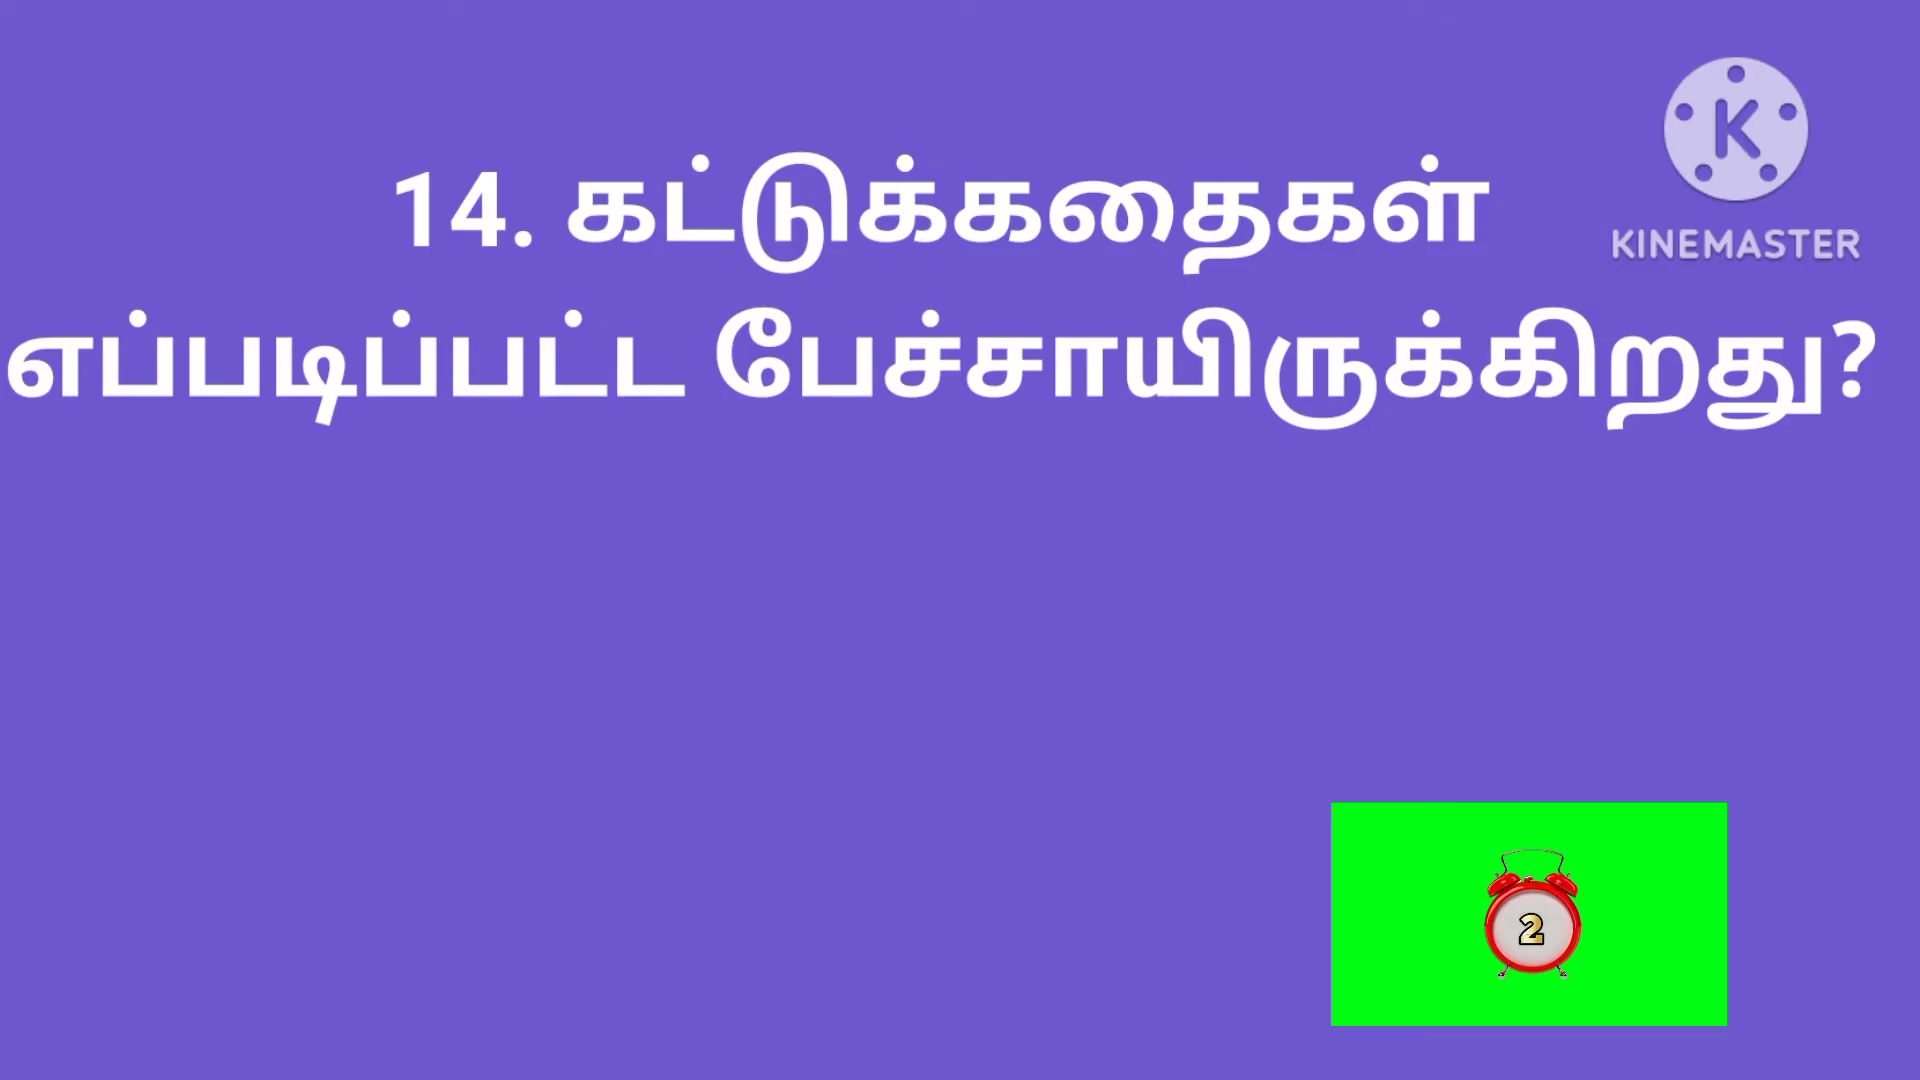 14. கட்டுக்கதைகள்
எப்படிப்பட்ட பேச்சாயிருக்கிறது?
K
KINEMASTER
2